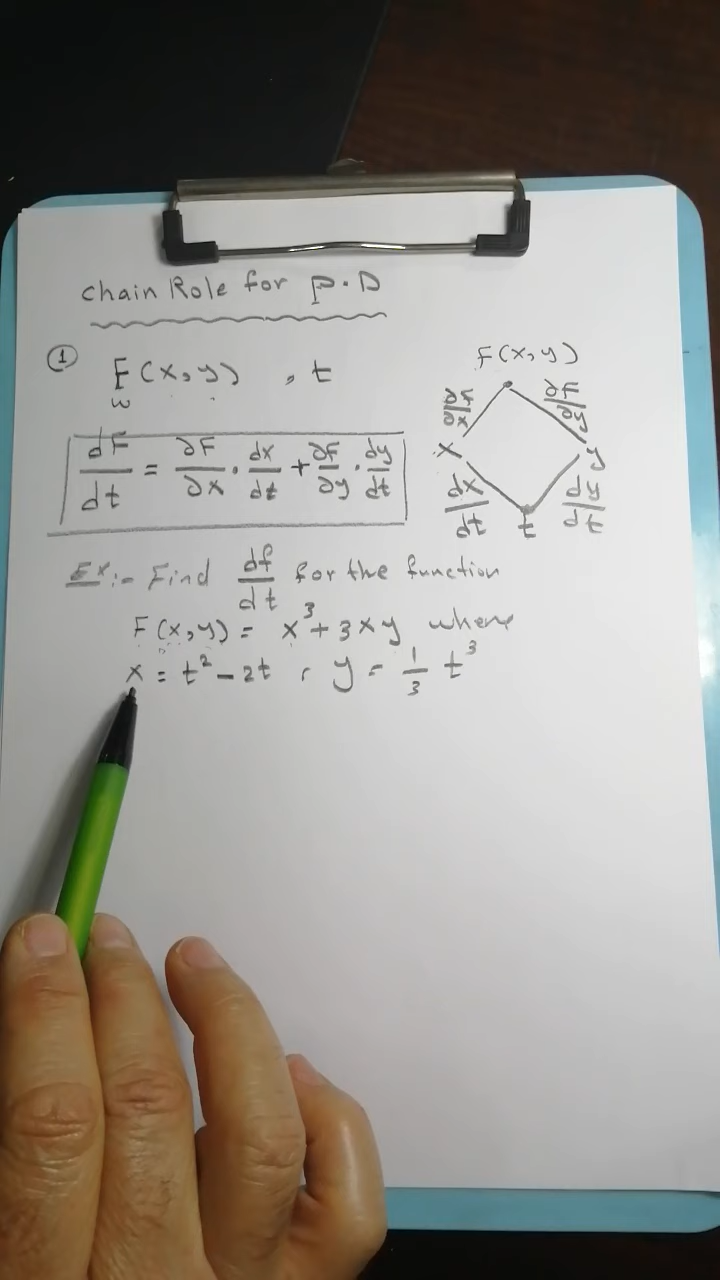 Chain Role for P.D
① F(x,y) , t
w
dF/dt = ∂F/∂x . dx/dt + ∂F/∂y . dy/dt
F(x,y)
∂F/∂x ∂F/∂y
x y
dx/dt t dy/dt
Ex:- Find df/dt for the function
F(x,y) = x³ + 3xy where
x = t² - 2t , y = 1/3 t³